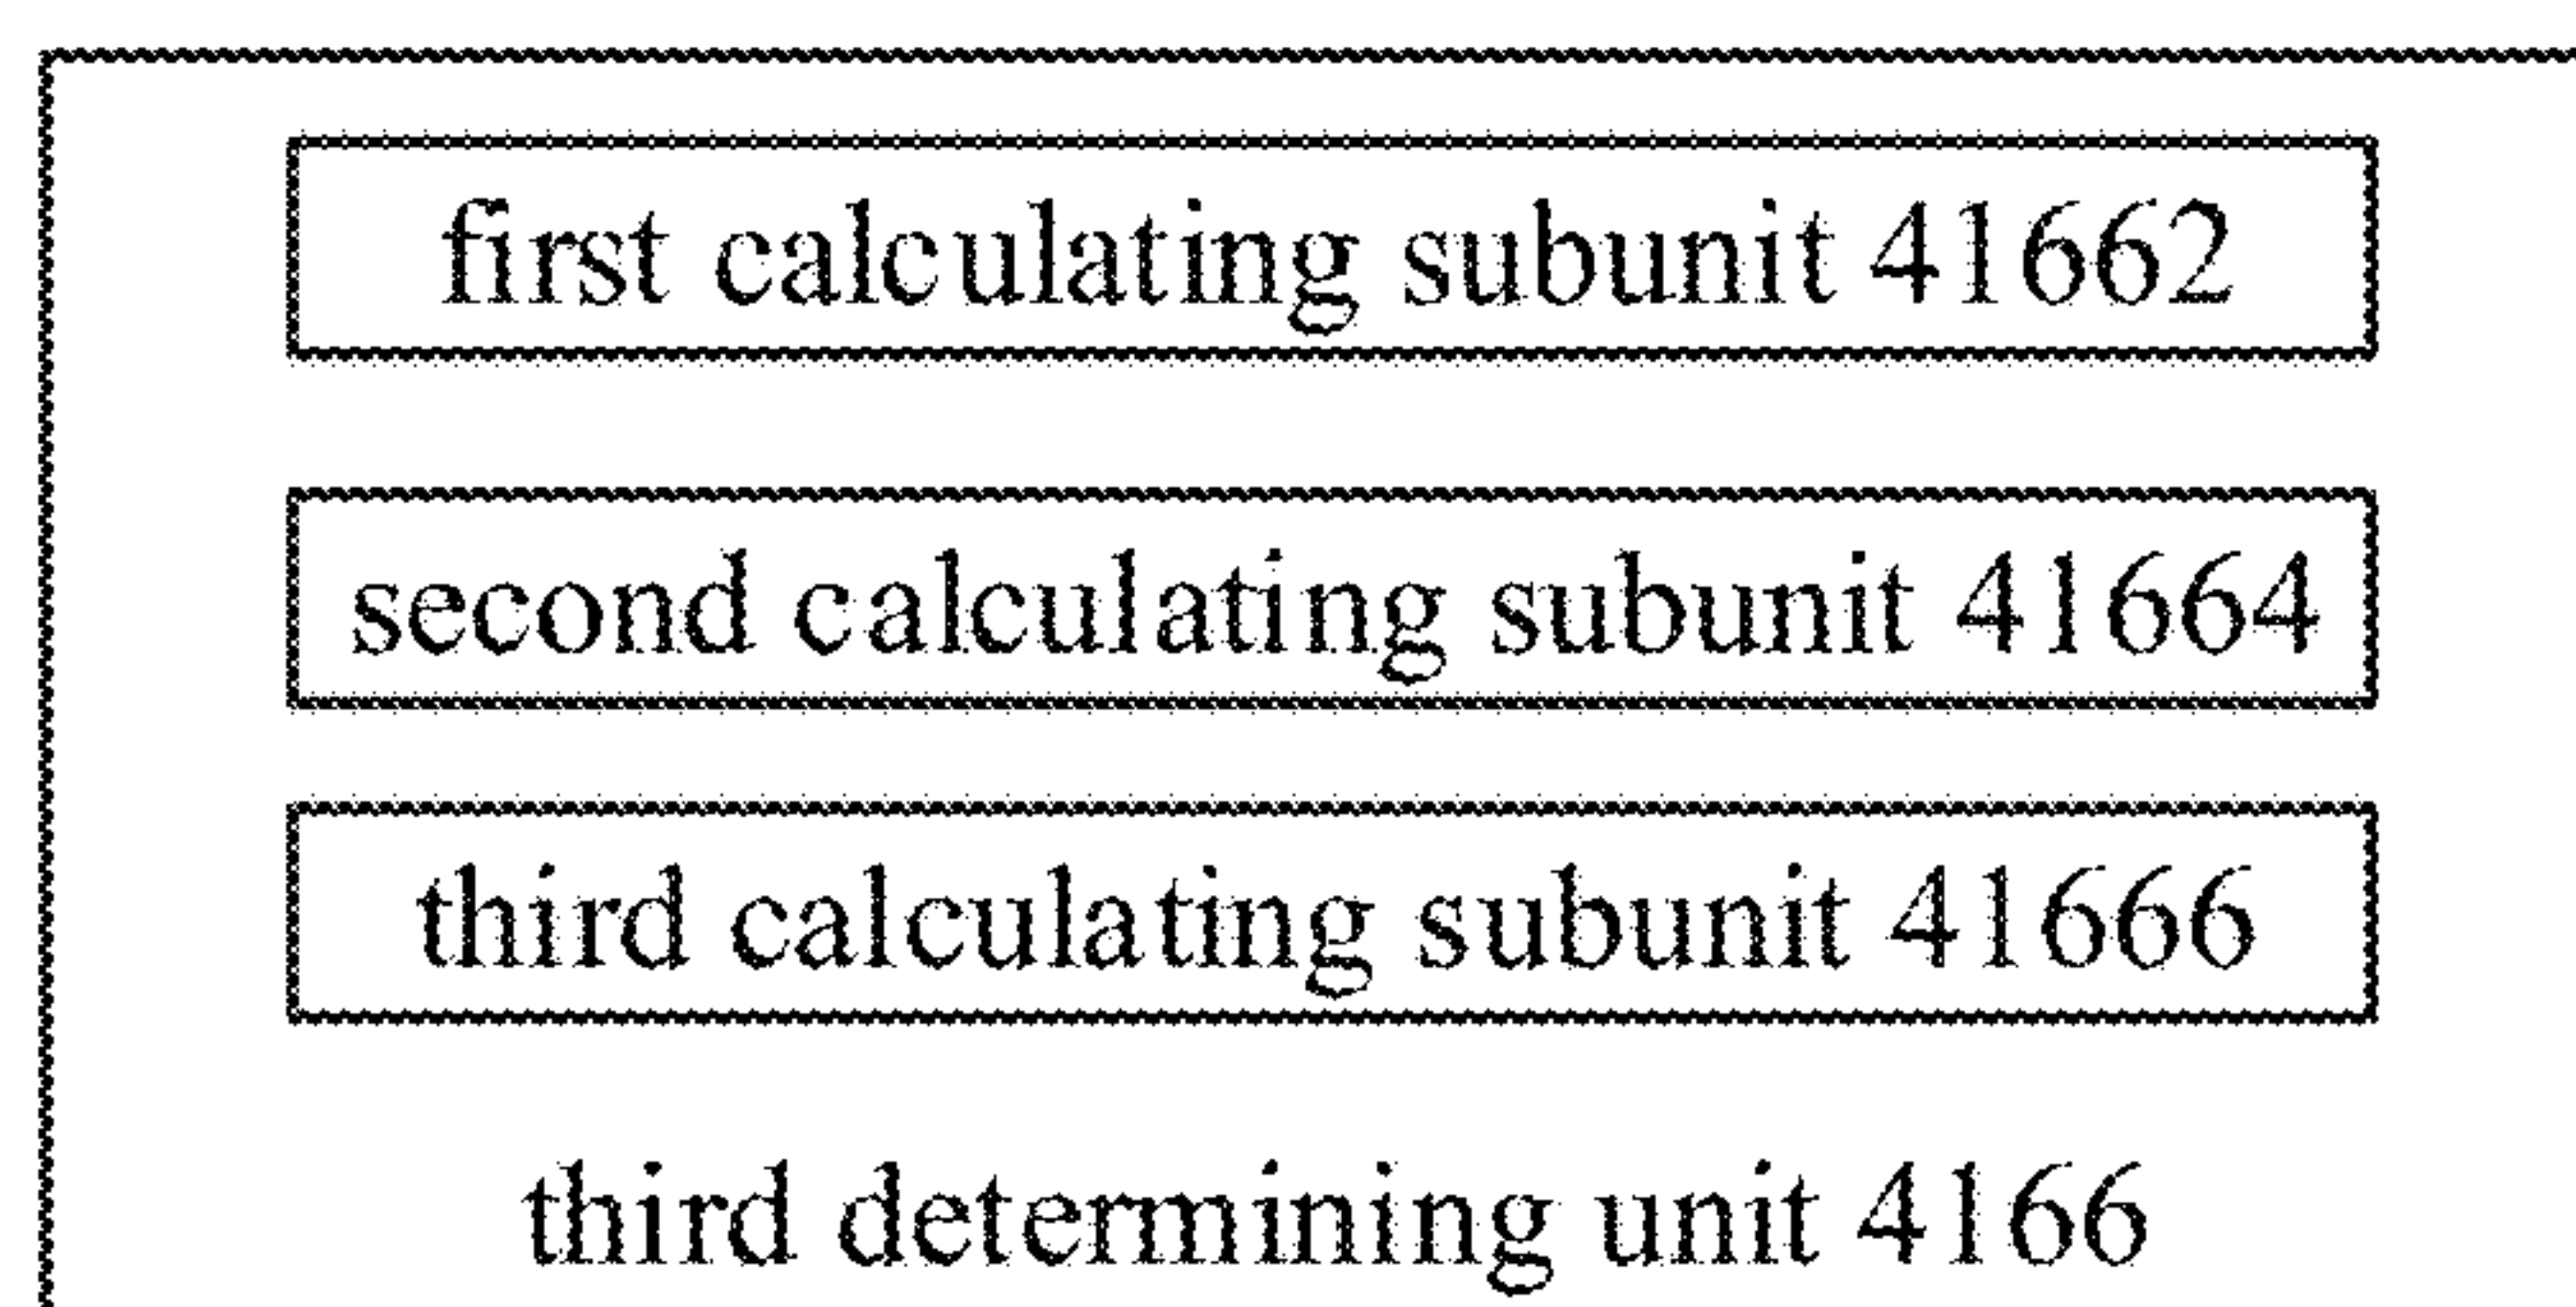 first calculating subunit 41662
second calculating subunit 41664
third calculating subunit 41666
third determining unit 4166